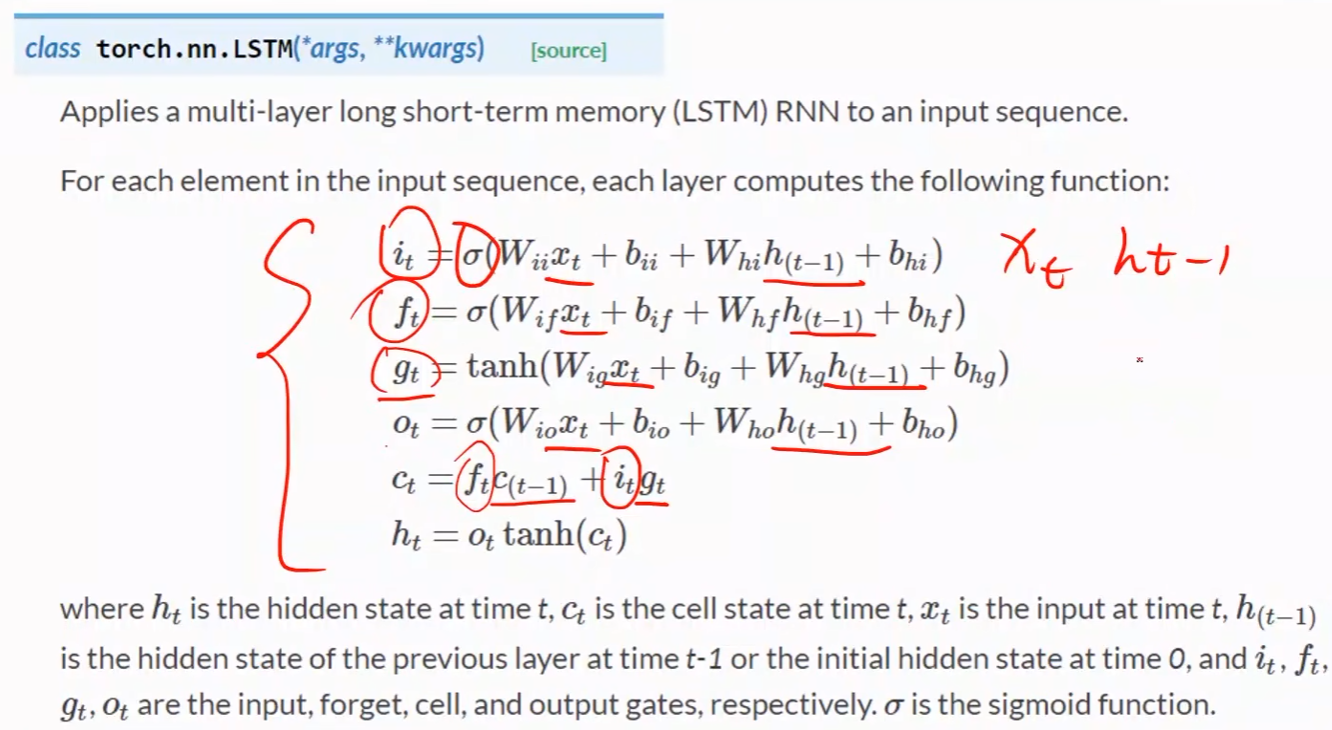 class torch.nn.LSTM(*args, **kwargs) [source]
Applies a multi-layer long short-term memory (LSTM) RNN to an input sequence.
For each element in the input sequence, each layer computes the following function:
i_t = σ(W_{ii}x_t + b_{ii} + W_{hi}h_{(t−1)} + b_{hi}) x_t h_{t-1}
f_t = σ(W_{if}x_t + b_{if} + W_{hf}h_{(t−1)} + b_{hf})
g_t = tanh(W_{ig}x_t + b_{ig} + W_{hg}h_{(t−1)} + b_{hg})
o_t = σ(W_{io}x_t + b_{io} + W_{ho}h_{(t−1)} + b_{ho})
c_t = f_t c_{(t−1)} + i_t g_t
h_t = o_t tanh(c_t)
where h_t is the hidden state at time t, c_t is the cell state at time t, x_t is the input at time t, h_{(t−1)}
is the hidden state of the previous layer at time t-1 or the initial hidden state at time 0, and i_t, f_t,
g_t, o_t are the input, forget, cell, and output gates, respectively. σ is the sigmoid function.